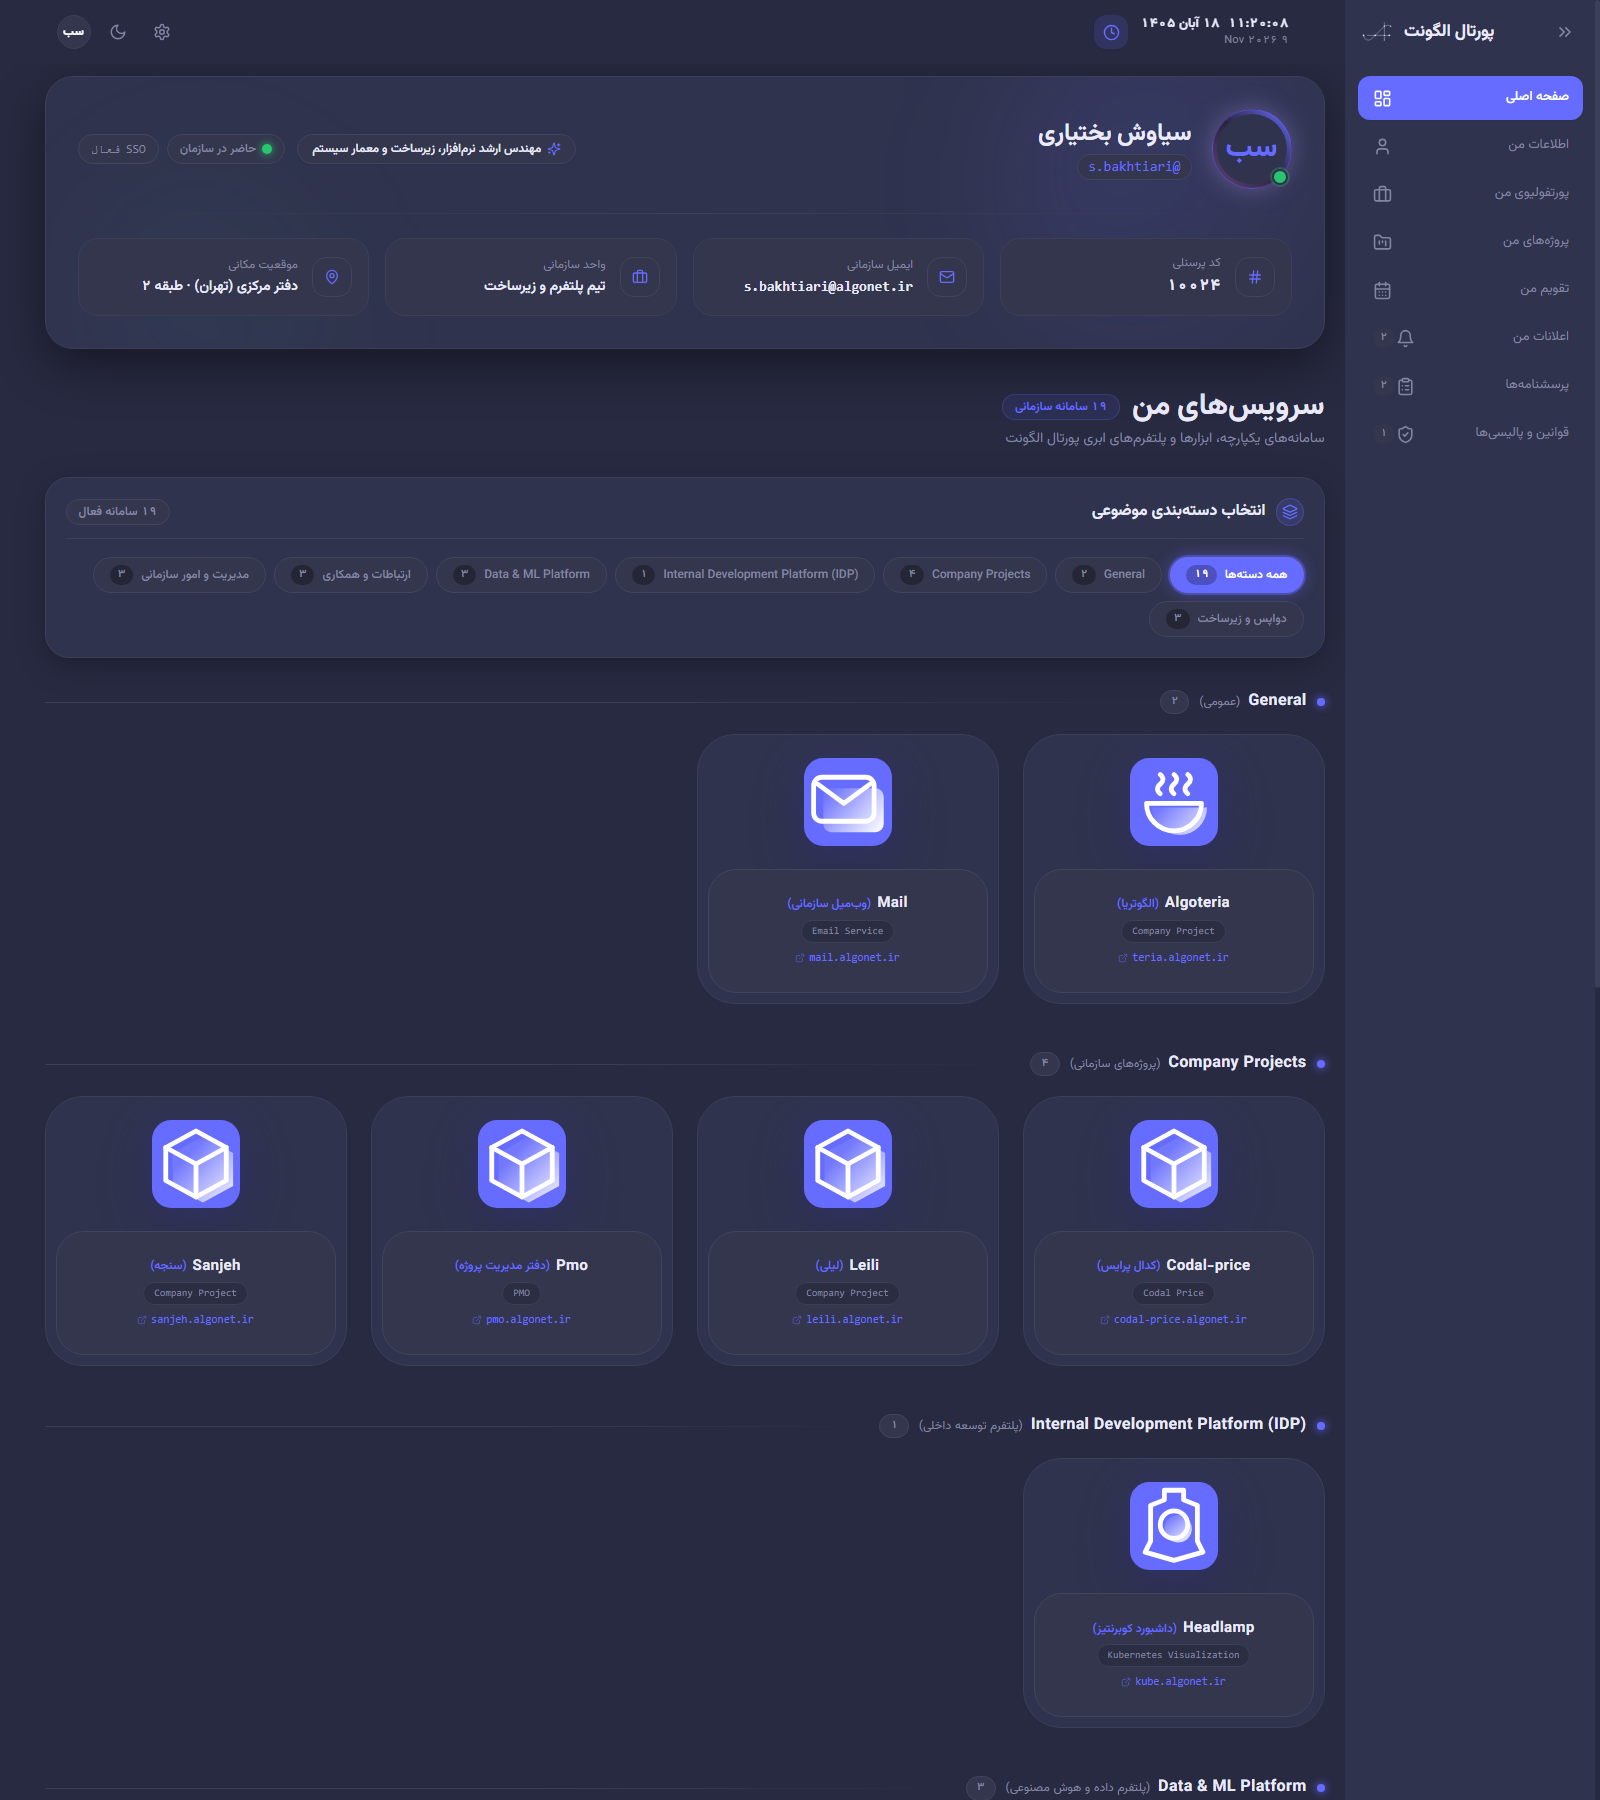 پورتال الگونت
صفحه اصلی
اطلاعات من
پورتفولیوی من
پروژه‌های من
تقویم من
اعلانات من ۲
پرسشنامه‌ها ۲
قوانین و پالیسی‌ها ۱
۱۱:۲۰:۰۸ ۱۸ آبان ۱۴۰۵
۹ Nov ۲۰۲۶
سب
سب
سیاوش بختیاری
s.bakhtiari@
مهندس ارشد نرم‌افزار، زیرساخت و معمار سیستم
حاضر در سازمان
SSO فعال
کد پرسنلی
۱۰۰۲۴
ایمیل سازمانی
s.bakhtiari@algonet.ir
واحد سازمانی
تیم پلتفرم و زیرساخت
موقعیت مکانی
دفتر مرکزی (تهران) · طبقه ۲
سرویس‌های من ۱۹ سامانه سازمانی
سامانه‌های یکپارچه، ابزارها و پلتفرم‌های ابری پورتال الگونت
انتخاب دسته‌بندی موضوعی
۱۹ سامانه فعال
همه دسته‌ها ۱۹
General ۲
Company Projects ۴
Internal Development Platform (IDP) ۱
Data & ML Platform ۳
ارتباطات و همکاری ۳
مدیریت و امور سازمانی ۳
دواپس و زیرساخت ۳
General (عمومی) ۲
Algoteria (الگوتریا)
Company Project
teria.algonet.ir
Mail (وب‌میل سازمانی)
Email Service
mail.algonet.ir
Company Projects (پروژه‌های سازمانی) ۴
Codal-price (کدال پرایس)
Codal Price
codal-price.algonet.ir
Leili (لیلی)
Company Project
leili.algonet.ir
Pmo (دفتر مدیریت پروژه)
PMO
pmo.algonet.ir
Sanjeh (سنجه)
Company Project
sanjeh.algonet.ir
Internal Development Platform (IDP) (پلتفرم توسعه داخلی) ۱
Headlamp (داشبورد کوبرنتیز)
Kubernetes Visualization
kube.algonet.ir
Data & ML Platform (پلتفرم داده و هوش مصنوعی) ۳